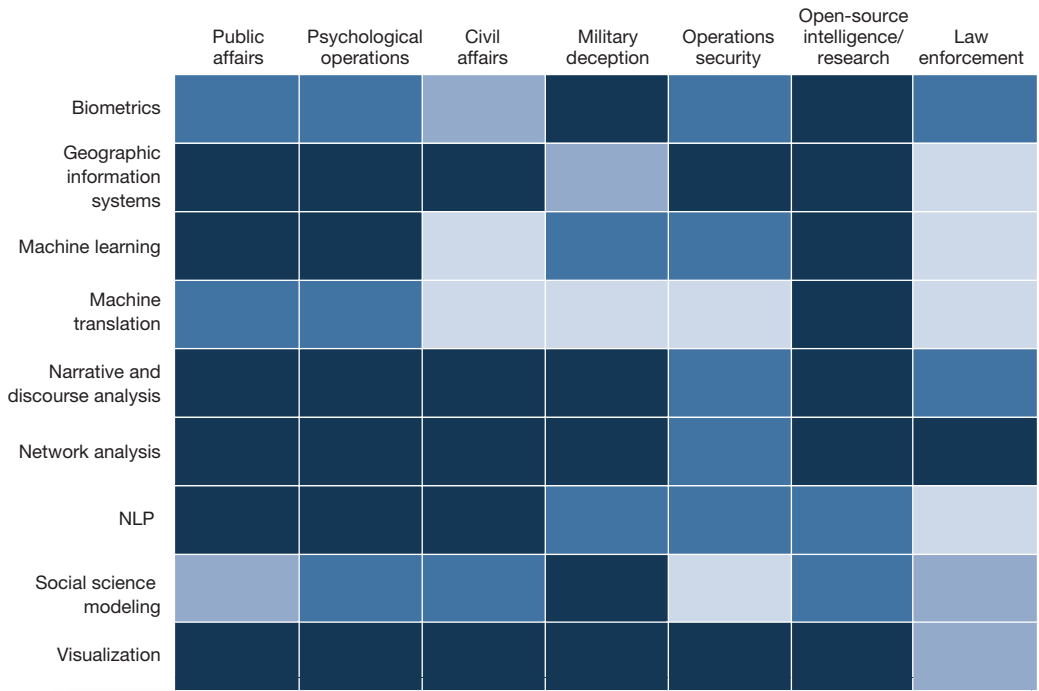 Public
affairs
Psychological
operations
Civil
affairs
Military
deception
Operations
security
Open-source
intelligence/
research
Law
enforcement
Biometrics
Geographic
information
systems
Machine learning
Machine
translation
Narrative and
discourse analysis
Network analysis
NLP
Social science
modeling
Visualization